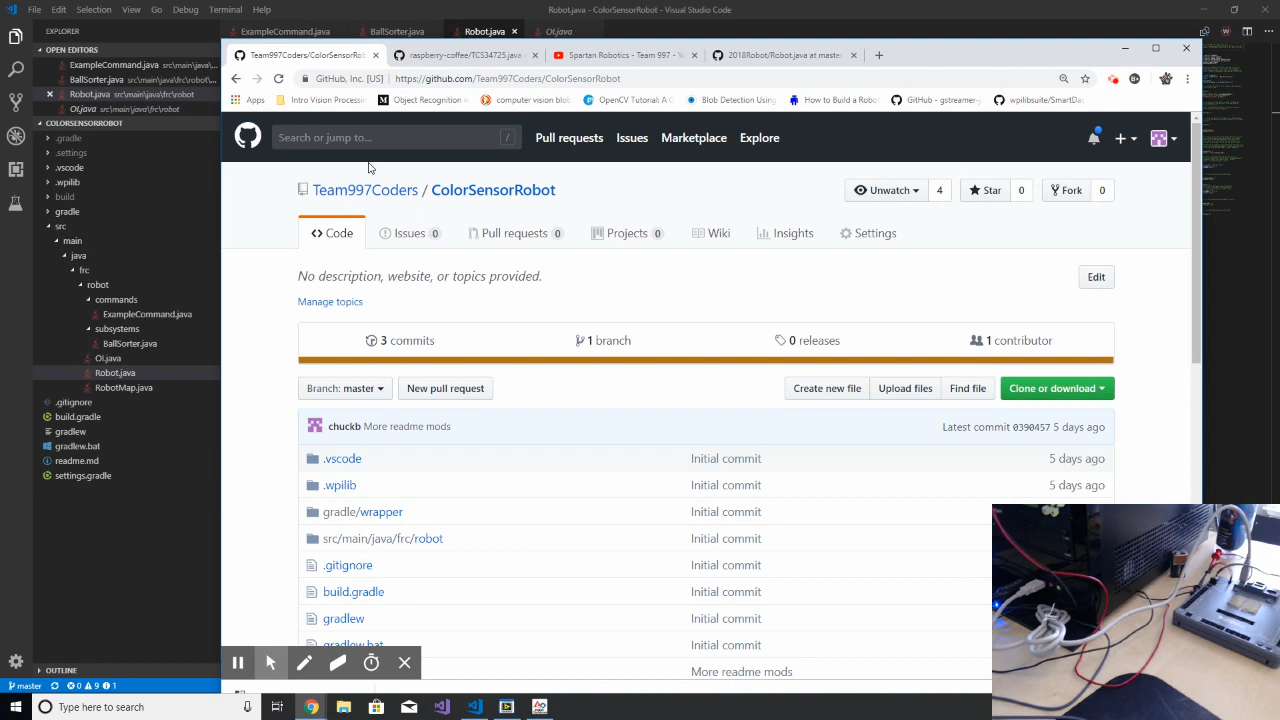 File Edit Selection View Go Debug Terminal Help
Robot.java - ColorSensorRobot - Visual Studio Code
EXPLORER
ExampleCommand.java
BallSorter.java
Robot.java
OI.java
OPEN EDITORS
ExampleCommand.java src\main\java\...
BallSorter.java src\main\java\frc\robot\...
Robot.java src\main\java\frc\robot
OI.java src\main\java\frc\robot
COLORSENSORROBOT
.gradle
.settings
.vscode
.wpilib
build
gradle
src
main
java
frc
robot
commands
ExampleCommand.java
subsystems
BallSorter.java
OI.java
Robot.java
RobotMap.java
.gitignore
build.gradle
gradlew
gradlew.bat
readme.md
settings.gradle
OUTLINE
master 0 9 1
Team997Coders/ColorSensorRob
raspberry-coffee/TCS34725
Spartan Robotics - Team 997 - Y
2018Robot/Robot.java at master
GitHub, Inc. [US] https://github.com/Team997Coders/ColorSensorRobot
Apps
Intro Vision Processin
Object Recognition w
computer vision blob
OpenCV Tutorial A C
Blob Detection
How to Build a Robo
GitHub - gstreamer-
wpilibsuite/SmartDas
Search or jump to...
Pull requests Issues Marketplace Explore
Team997Coders / ColorSensorRobot
Unwatch 4 Star 0 Fork 0
Code Issues 0 Pull requests 0 Projects 0 Wiki Insights Settings
No description, website, or topics provided.
Edit
Manage topics
3 commits 1 branch 0 releases 1 contributor
Branch: master New pull request Create new file Upload files Find file Clone or download
chuckb More readme mods Latest commit 0390457 5 days ago
.vscode Initial commit 5 days ago
.wpilib Initial commit 5 days ago
gradle/wrapper Initial commit
src/main/java/frc/robot Initial commit
.gitignore Initial commit
build.gradle Initial commit
gradlew Initial commit
gradlew.bat Initial commit
More readme mods
Type here to search